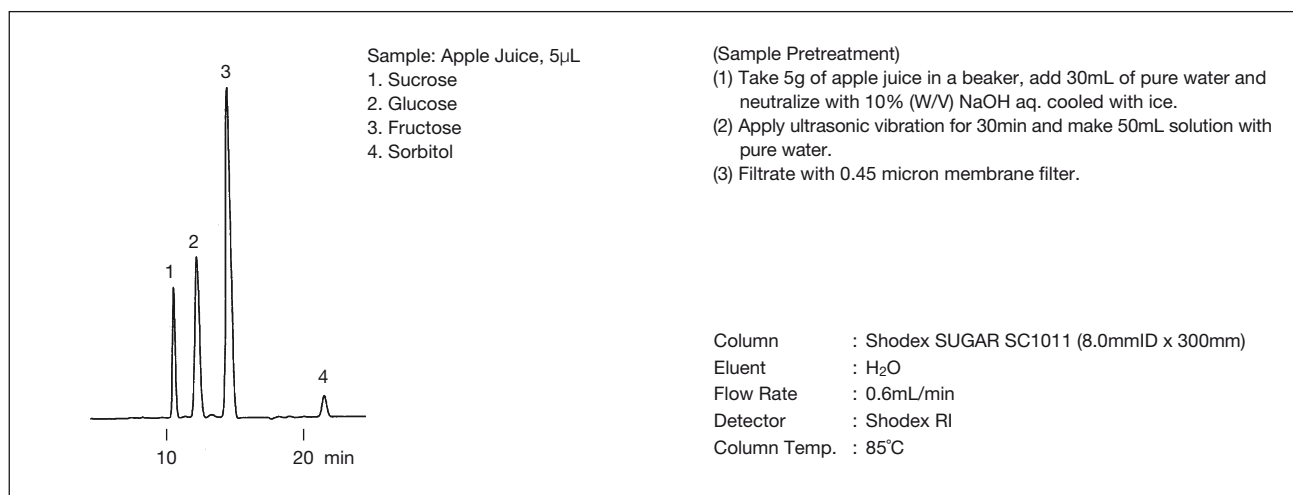 Sample: Apple Juice, 5µL
1. Sucrose
2. Glucose
3. Fructose
4. Sorbitol
1
2
3
4
10
20 min
(Sample Pretreatment)
(1) Take 5g of apple juice in a beaker, add 30mL of pure water and
neutralize with 10% (W/V) NaOH aq. cooled with ice.
(2) Apply ultrasonic vibration for 30min and make 50mL solution with
pure water.
(3) Filtrate with 0.45 micron membrane filter.
Column : Shodex SUGAR SC1011 (8.0mmID x 300mm)
Eluent : H₂O
Flow Rate : 0.6mL/min
Detector : Shodex RI
Column Temp. : 85°C